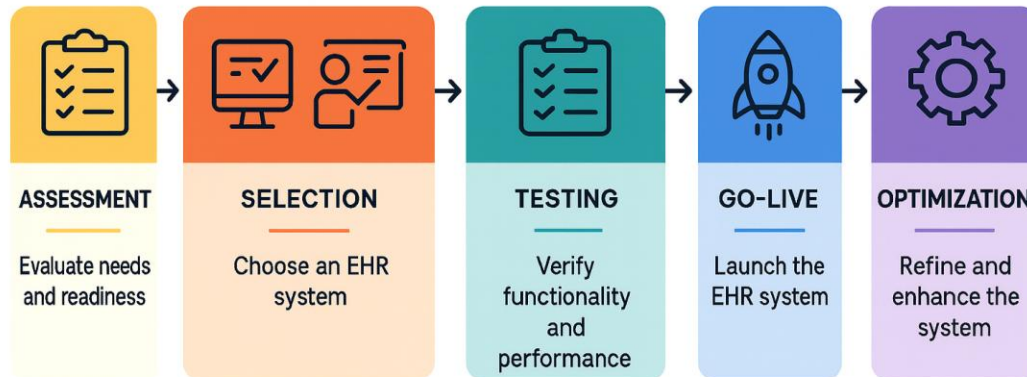 ASSESSMENT
Evaluate needs
and readiness
SELECTION
Choose an EHR
system
TESTING
Verify
functionality
and
performance
GO-LIVE
Launch the
EHR system
OPTIMIZATION
Refine and
enhance the
system